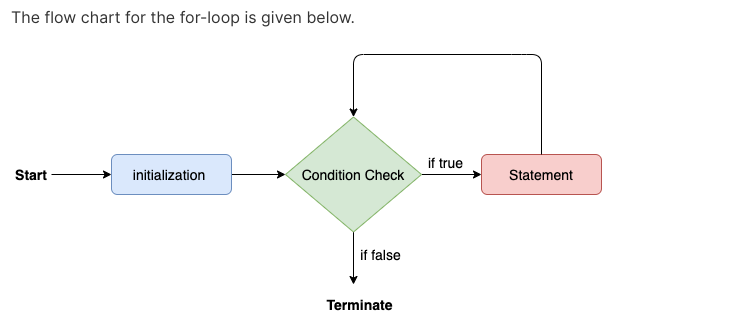 The flow chart for the for-loop is given below.
Start
initialization
Condition Check
if true
Statement
if false
Terminate